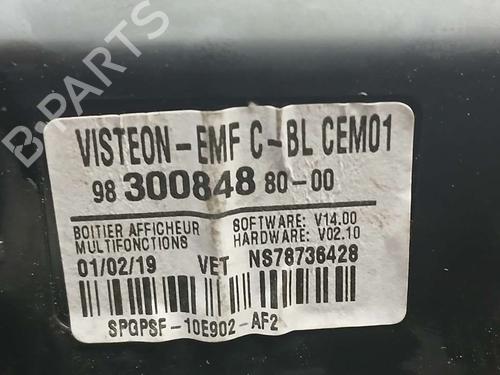 VISTEON-EMF C-BL CEM01
98 300848 80-00
BOITIER AFFICHEUR SOFTWARE: V14.00
MULTIFONCTIONS HARDWARE: V02.10
01/02/19 VET NS78736428
SPQPSF-10E902-AF2
B-PARTS